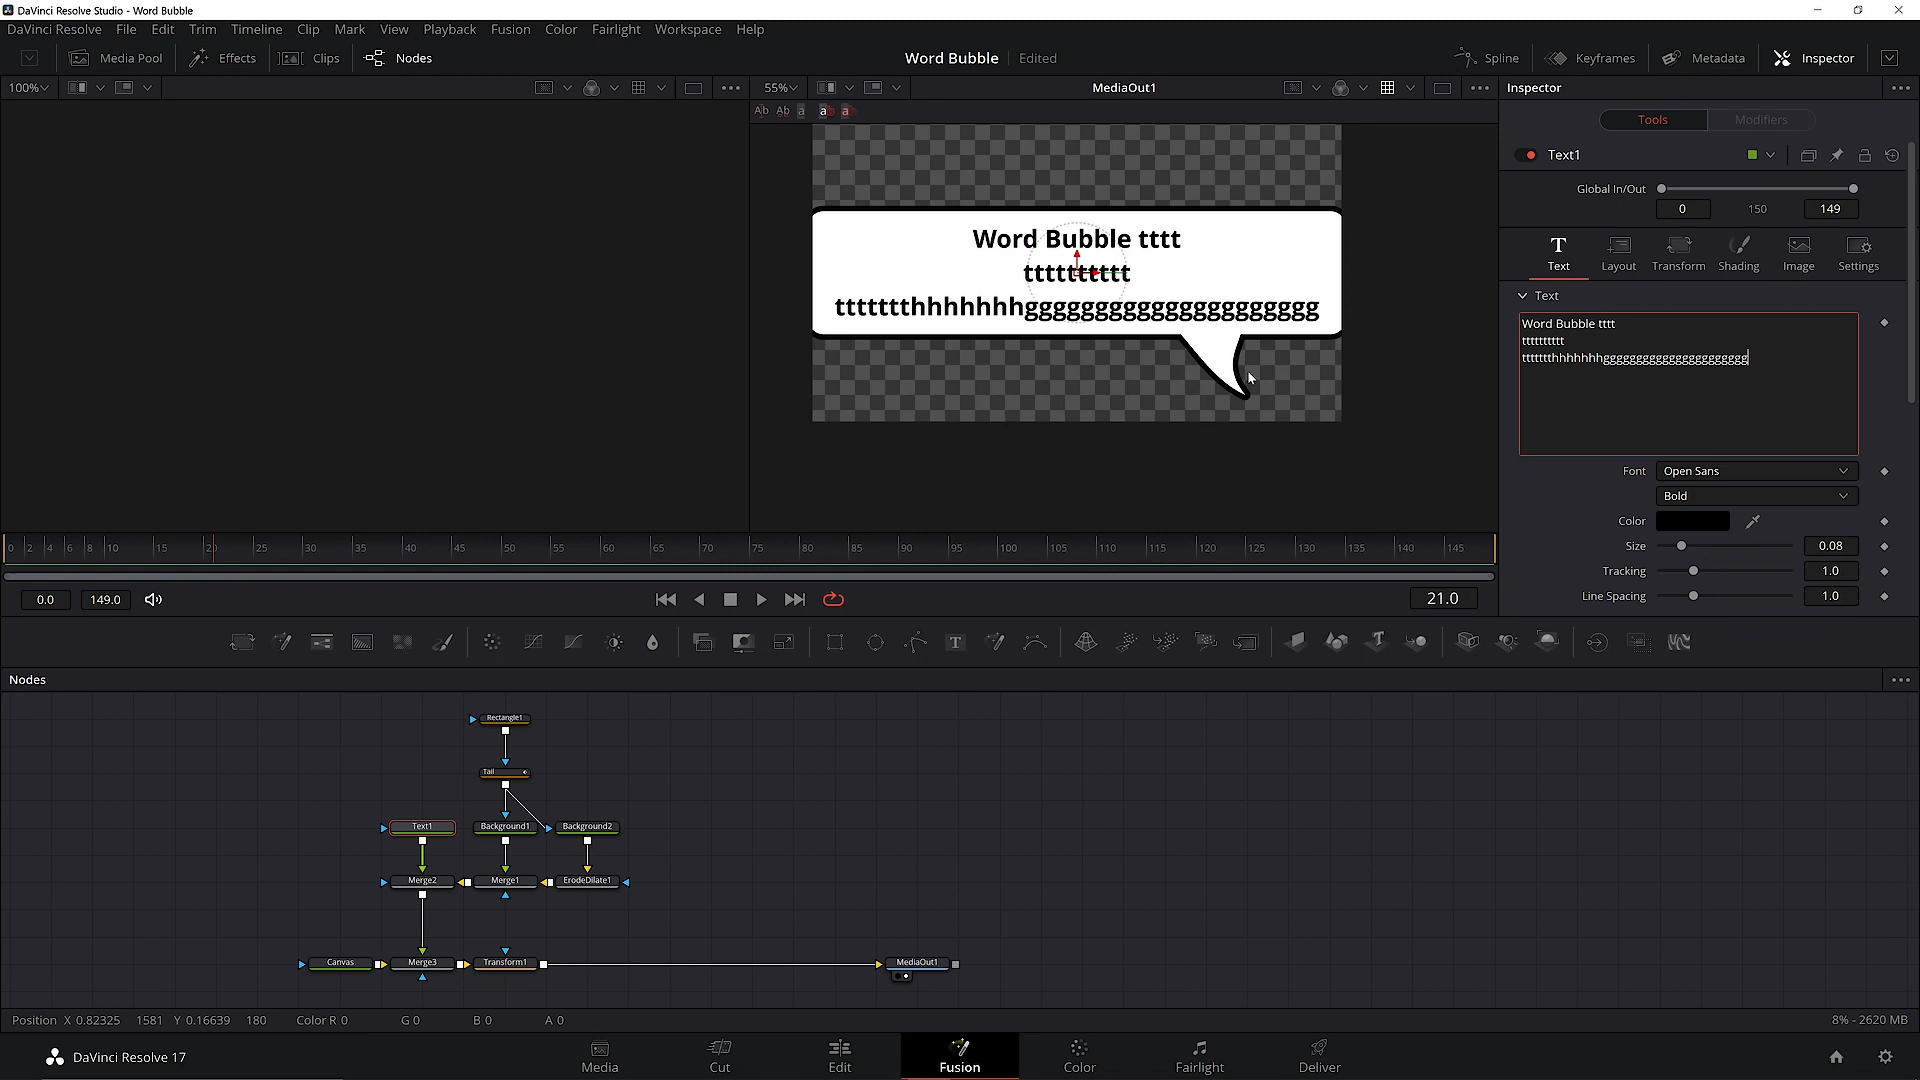 DaVinci Resolve Studio - Word Bubble
DaVinci Resolve File Edit Trim Timeline Clip Mark View Playback Fusion Color Fairlight Workspace Help
Media Pool Effects Clips Nodes Word Bubble Edited Spline Keyframes Metadata Inspector
100% 55% MediaOut1 Inspector
Tools Modifiers
Text1
Global In/Out
0 150 149
Text Layout Transform Shading Image Settings
Text
Word Bubble tttt
tttttttttt
tttttttthhhhhhhggggggggggggggggggggg
Word Bubble tttt
tttttttttt
tttttttthhhhhhhggggggggggggggggggggg
Font Open Sans
Bold
Color
Size 0.08
Tracking 1.0
Line Spacing 1.0
0 2 4 6 8 10 15 20 25 30 35 40 45 50 55 60 65 70 75 80 85 90 95 100 105 110 115 120 125 130 135 140 145
0.0 149.0 21.0
Nodes
Rectangle1
Tail
Text1 Background1 Background2
Merge2 Merge1 ErodeDilate1
Canvas Merge3 Transform1 MediaOut1
Position X 0.82325 1581 Y 0.16639 180 Color R 0 G 0 B 0 A 0 8% - 2620 MB
DaVinci Resolve 17 Media Cut Edit Fusion Color Fairlight Deliver